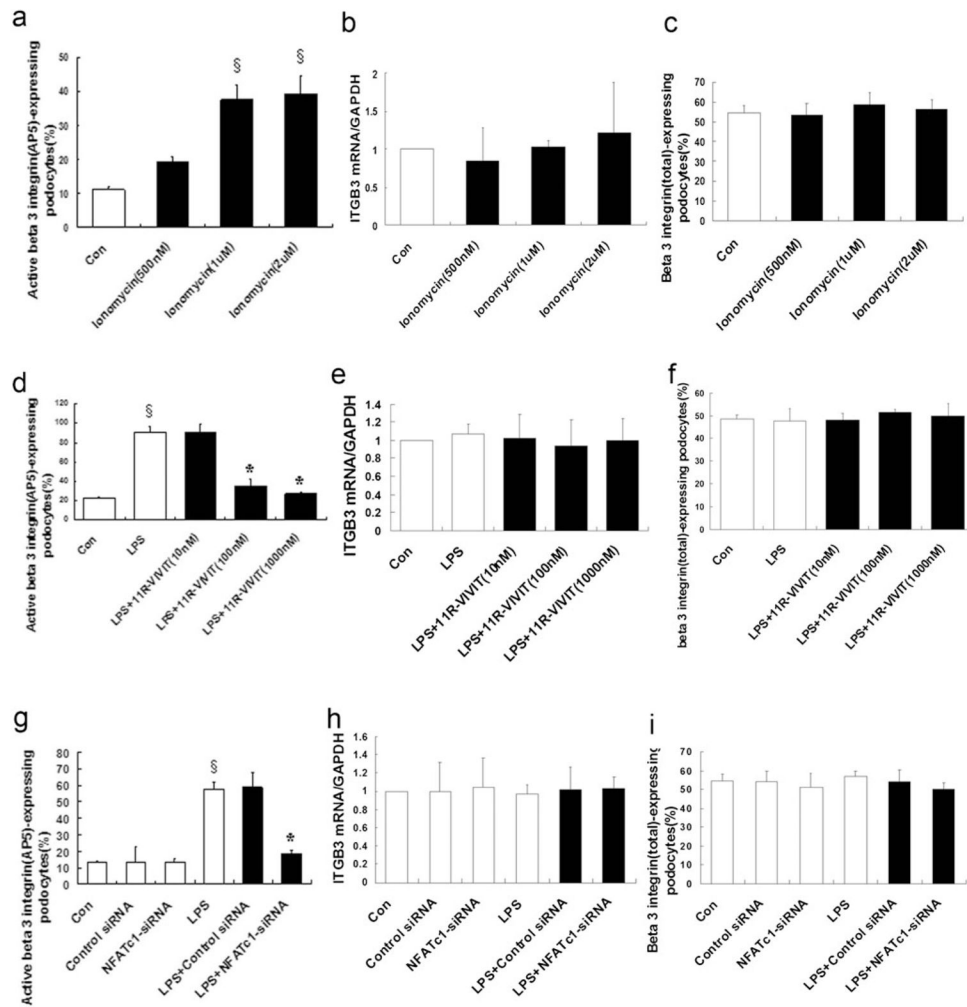 a
Active beta 3 integrin(AP5)-expressing
podocytes(%)
50
40
30
20
10
0
§
§
Con
Ionomycin(500nM)
Ionomycin(1uM)
Ionomycin(2uM)
b
ITGB3 mRNA/GAPDH
2
1.5
1
0.5
0
Con
Ionomycin(500nM)
Ionomycin(1uM)
Ionomycin(2uM)
c
Beta 3 integrin(total)-expressing
podocytes(%)
70
60
50
40
30
20
10
0
Con
Ionomycin(500nM)
Ionomycin(1uM)
Ionomycin(2uM)
d
Active beta 3 integrin(AP5)-expressing
podocytes(%)
120
100
80
60
40
20
0
§
*
*
Con
LPS
LPS+11R-VIVIT(10nM)
LPS+11R-VIVIT(100nM)
LPS+11R-VIVIT(1000nM)
e
ITGB3 mRNA/GAPDH
1.4
1.2
1
0.8
0.6
0.4
0.2
0
Con
LPS
LPS+11R-VIVIT(10nM)
LPS+11R-VIVIT(100nM)
LPS+11R-VIVIT(1000nM)
f
beta 3 integrin(total)-expressing podocytes(%)
60
50
40
30
20
10
0
Con
LPS
LPS+11R-VIVIT(10nM)
LPS+11R-VIVIT(100nM)
LPS+11R-VIVIT(1000nM)
g
Active beta 3 integrin(AP5)-expressing
podocytes(%)
80
70
60
50
40
30
20
10
0
§
*
Con
Control siRNA
NFATc1-siRNA
LPS
LPS+Control siRNA
LPS+NFATc1-siRNA
h
ITGB3 mRNA/GAPDH
1.6
1.4
1.2
1
0.8
0.6
0.4
0.2
0
Con
Control siRNA
NFATc1-siRNA
LPS
LPS+Control siRNA
LPS+NFATc1-siRNA
i
Beta 3 integrin(total)-expressing
podocytes(%)
70
60
50
40
30
20
10
0
Con
Control siRNA
NFATc1-siRNA
LPS
LPS+Control siRNA
LPS+NFATc1-siRNA